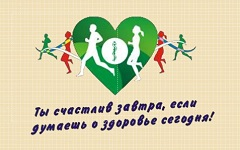 Ты счастлив завтра, если
думаешь о здоровье сегодня!